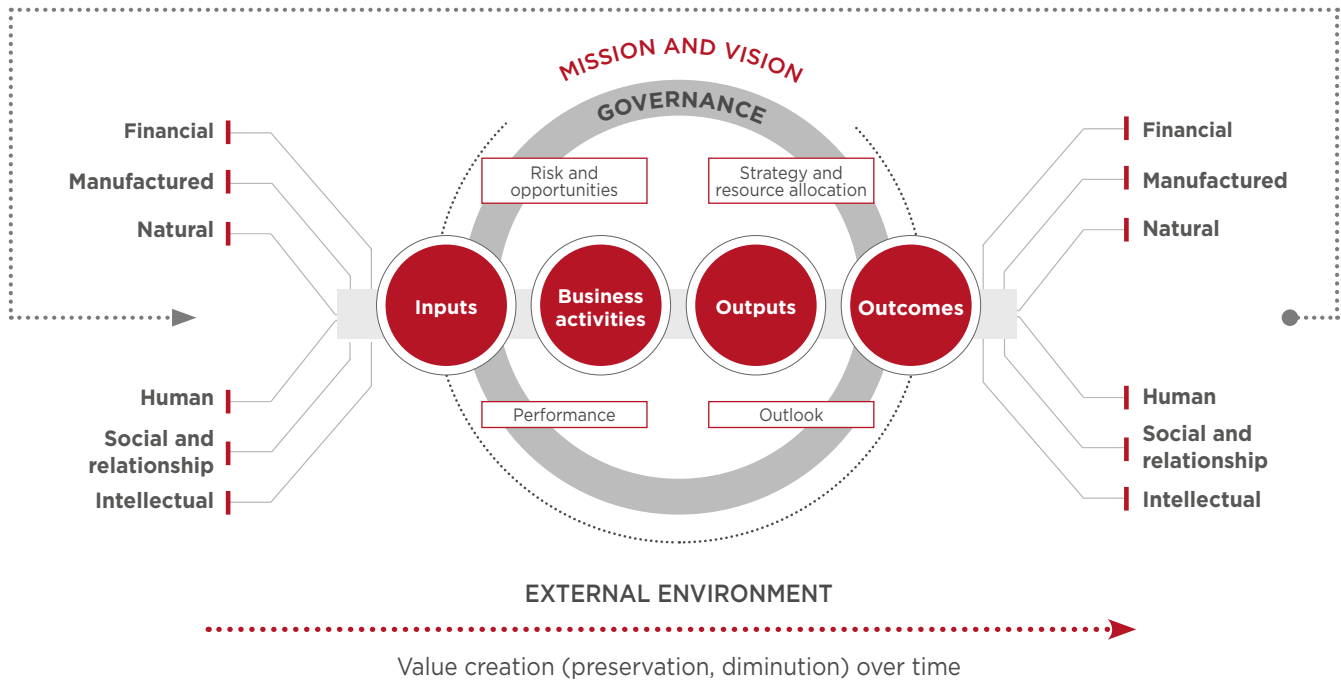 MISSION AND VISION
GOVERNANCE
Financial
Manufactured
Natural
Human
Social and
relationship
Intellectual
Risk and
opportunities
Strategy and
resource allocation
Inputs
Business
activities
Outputs
Outcomes
Performance
Outlook
Financial
Manufactured
Natural
Human
Social and
relationship
Intellectual
EXTERNAL ENVIRONMENT
Value creation (preservation, diminution) over time